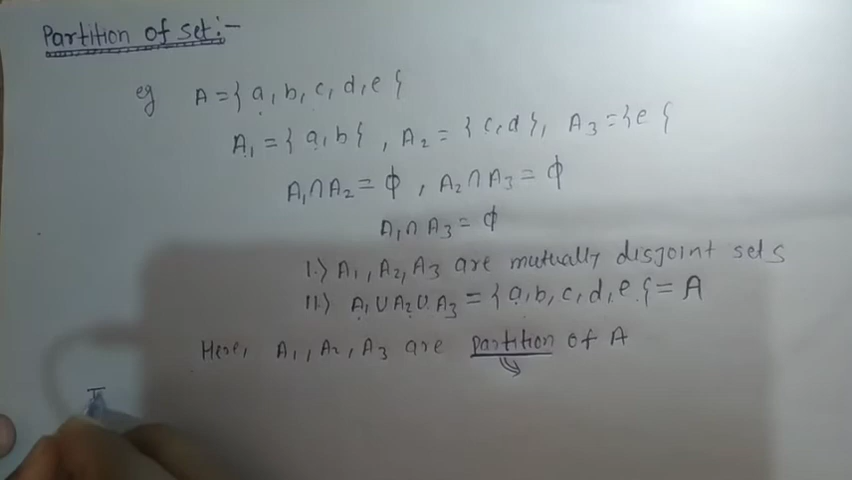 Partition of set:-
eg A = {a, b, c, d, e}
A₁ = {a, b}, A₂ = {c, d}, A₃ = {e}
A₁∩A₂ = ϕ, A₂∩A₃ = ϕ
A₁∩A₃ = ϕ
I.> A₁, A₂, A₃ are mutually disjoint sets
II.> A₁∪A₂∪A₃ = {a, b, c, d, e} = A
Here, A₁, A₂, A₃ are partition of A